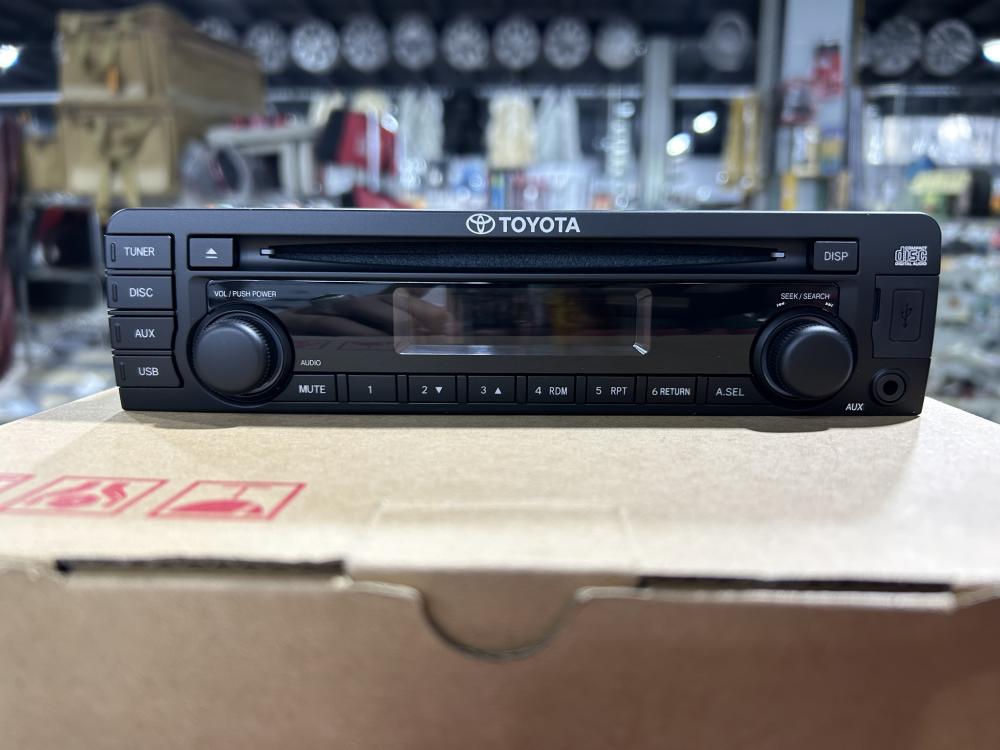 TOYOTA
TUNER
DISP
COMPACT
disc
DIGITAL AUDIO
DISC
VOL / PUSH POWER
SEEK / SEARCH
AUX
USB
AUDIO
MUTE
1
2 ▼
3 ▲
4 RDM
5 RPT
6 RETURN
A.SEL
AUX